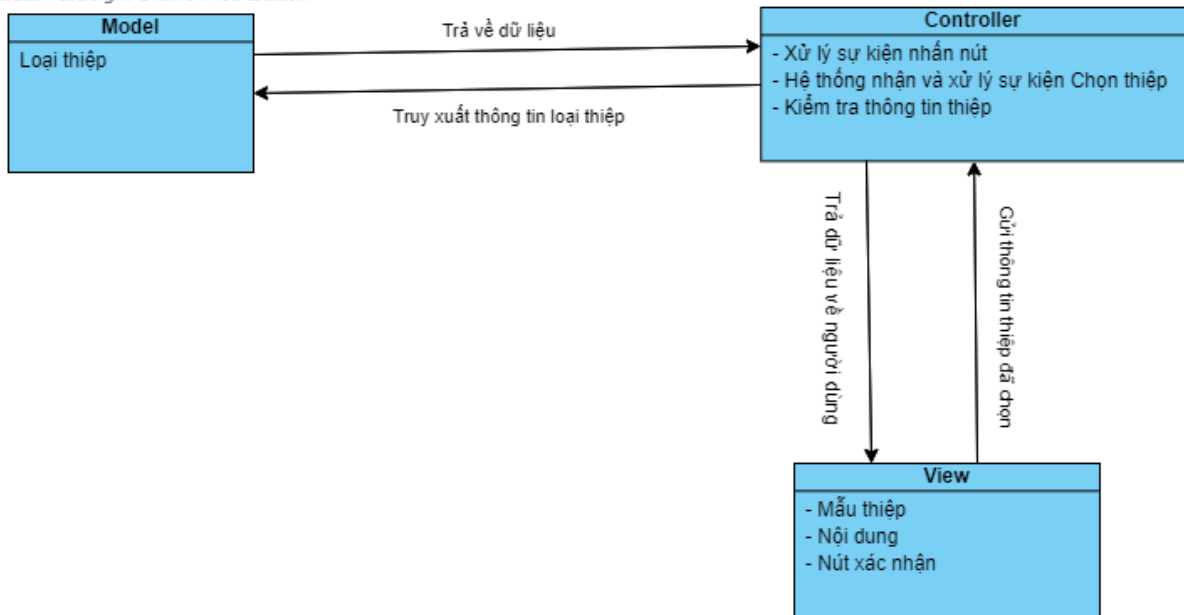 Model
Loại thiệp
Trả về dữ liệu
Truy xuất thông tin loại thiệp
Controller
- Xử lý sự kiện nhấn nút
- Hệ thống nhận và xử lý sự kiện Chọn thiệp
- Kiểm tra thông tin thiệp
Trả dữ liệu về người dùng
Gửi thông tin thiệp đã chọn
View
- Mẫu thiệp
- Nội dung
- Nút xác nhận